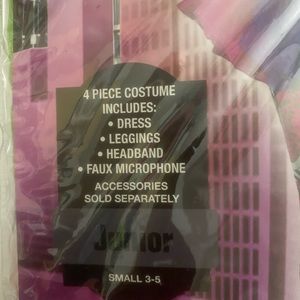 4 PIECE COSTUME
INCLUDES:
• DRESS
• LEGGINGS
• HEADBAND
• FAUX MICROPHONE
ACCESSORIES
SOLD SEPARATELY
Junior
SMALL 3-5